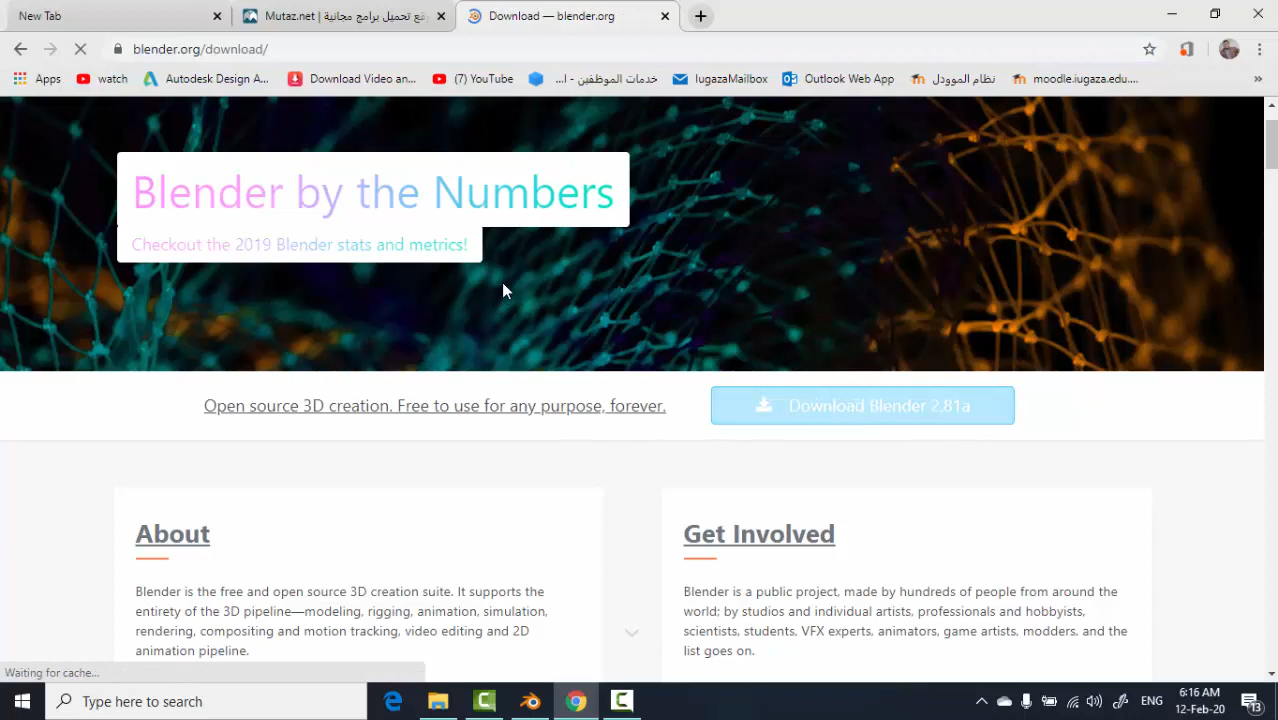 New Tab
Mutaz.net | موقع تحميل برامج مجانية
Download — blender.org
blender.org/download/
Apps
watch
Autodesk Design A...
Download Video an...
(7) YouTube
خدمات الموظفين - ا...
IugazaMailbox
Outlook Web App
نظام الموودل
moodle.iugaza.edu....
Blender by the Numbers
Checkout the 2019 Blender stats and metrics!
Open source 3D creation. Free to use for any purpose, forever.
Download Blender 2.81a
About
Blender is the free and open source 3D creation suite. It supports the
entirety of the 3D pipeline—modeling, rigging, animation, simulation,
rendering, compositing and motion tracking, video editing and 2D
animation pipeline.
Get Involved
Blender is a public project, made by hundreds of people from around the
world; by studios and individual artists, professionals and hobbyists,
scientists, students, VFX experts, animators, game artists, modders, and the
list goes on.
Waiting for cache...
Type here to search
ENG
6:16 AM
12-Feb-20
13